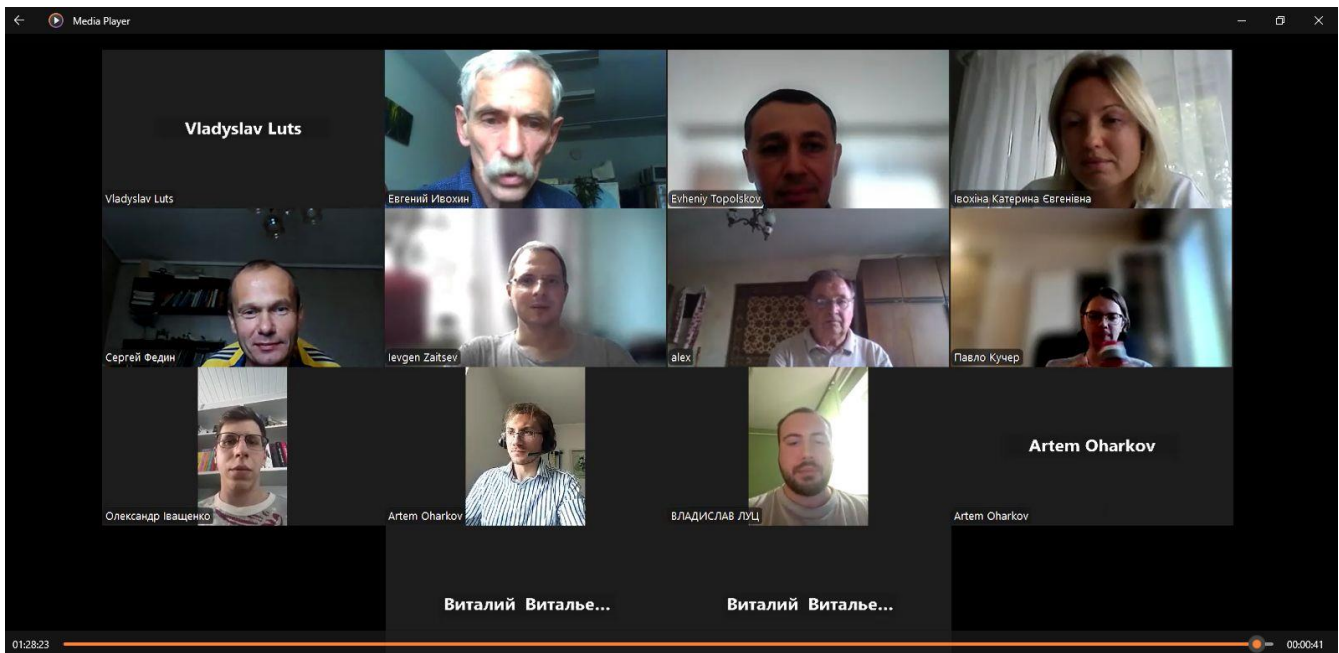 Media Player
Vladyslav Luts
Vladyslav Luts
Евгений Ивохин
Evheniy Topolskov
Івохіна Катерина Євгенівна
Сергей Федин
Ievgen Zaitsev
alex
Павло Кучер
Олександр Іващенко
Artem Oharkov
ВЛАДИСЛАВ ЛУЦ
Artem Oharkov
Artem Oharkov
Виталий Виталье...
Виталий Виталье...
01:28:23
00:00:41